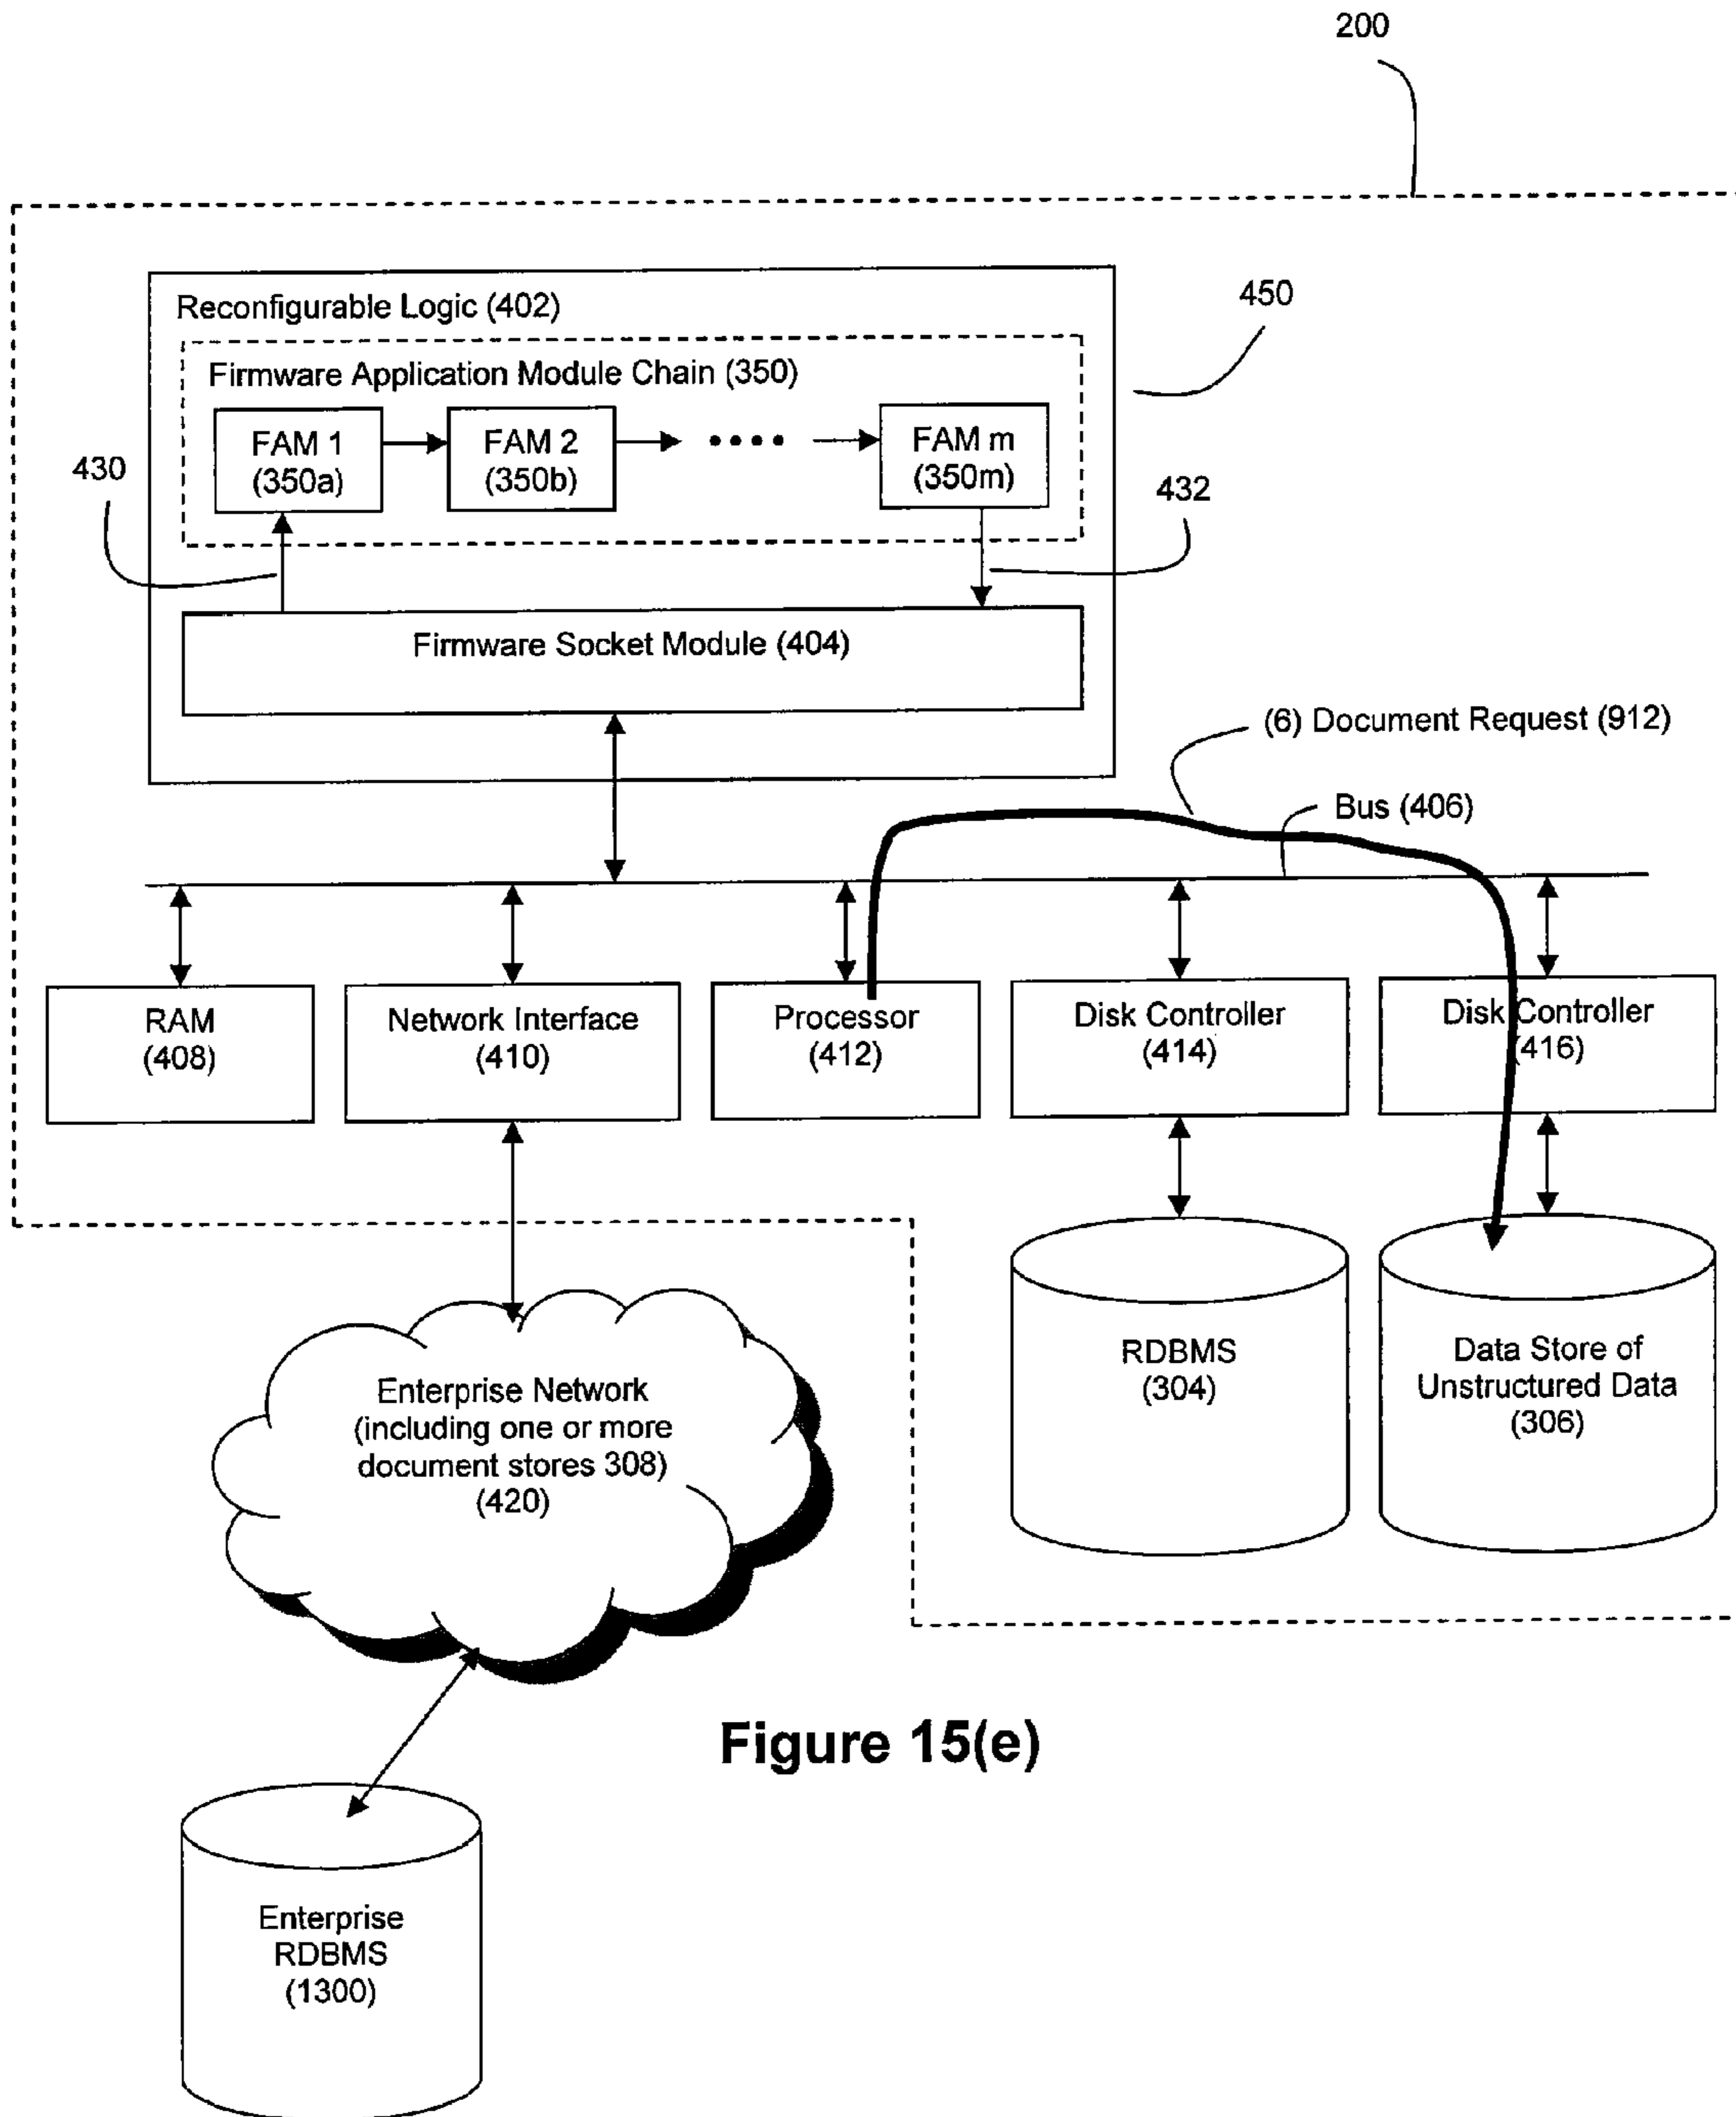 200
Reconfigurable Logic (402)
450
Firmware Application Module Chain (350)
FAM 1
(350a)
FAM 2
(350b)
FAM m
(350m)
430
432
Firmware Socket Module (404)
(6) Document Request (912)
Bus (406)
RAM
(408)
Network Interface
(410)
Processor
(412)
Disk Controller
(414)
Disk Controller
(416)
Enterprise Network
(including one or more
document stores 308)
(420)
RDBMS
(304)
Data Store of
Unstructured Data
(306)
Figure 15(e)
Enterprise
RDBMS
(1300)